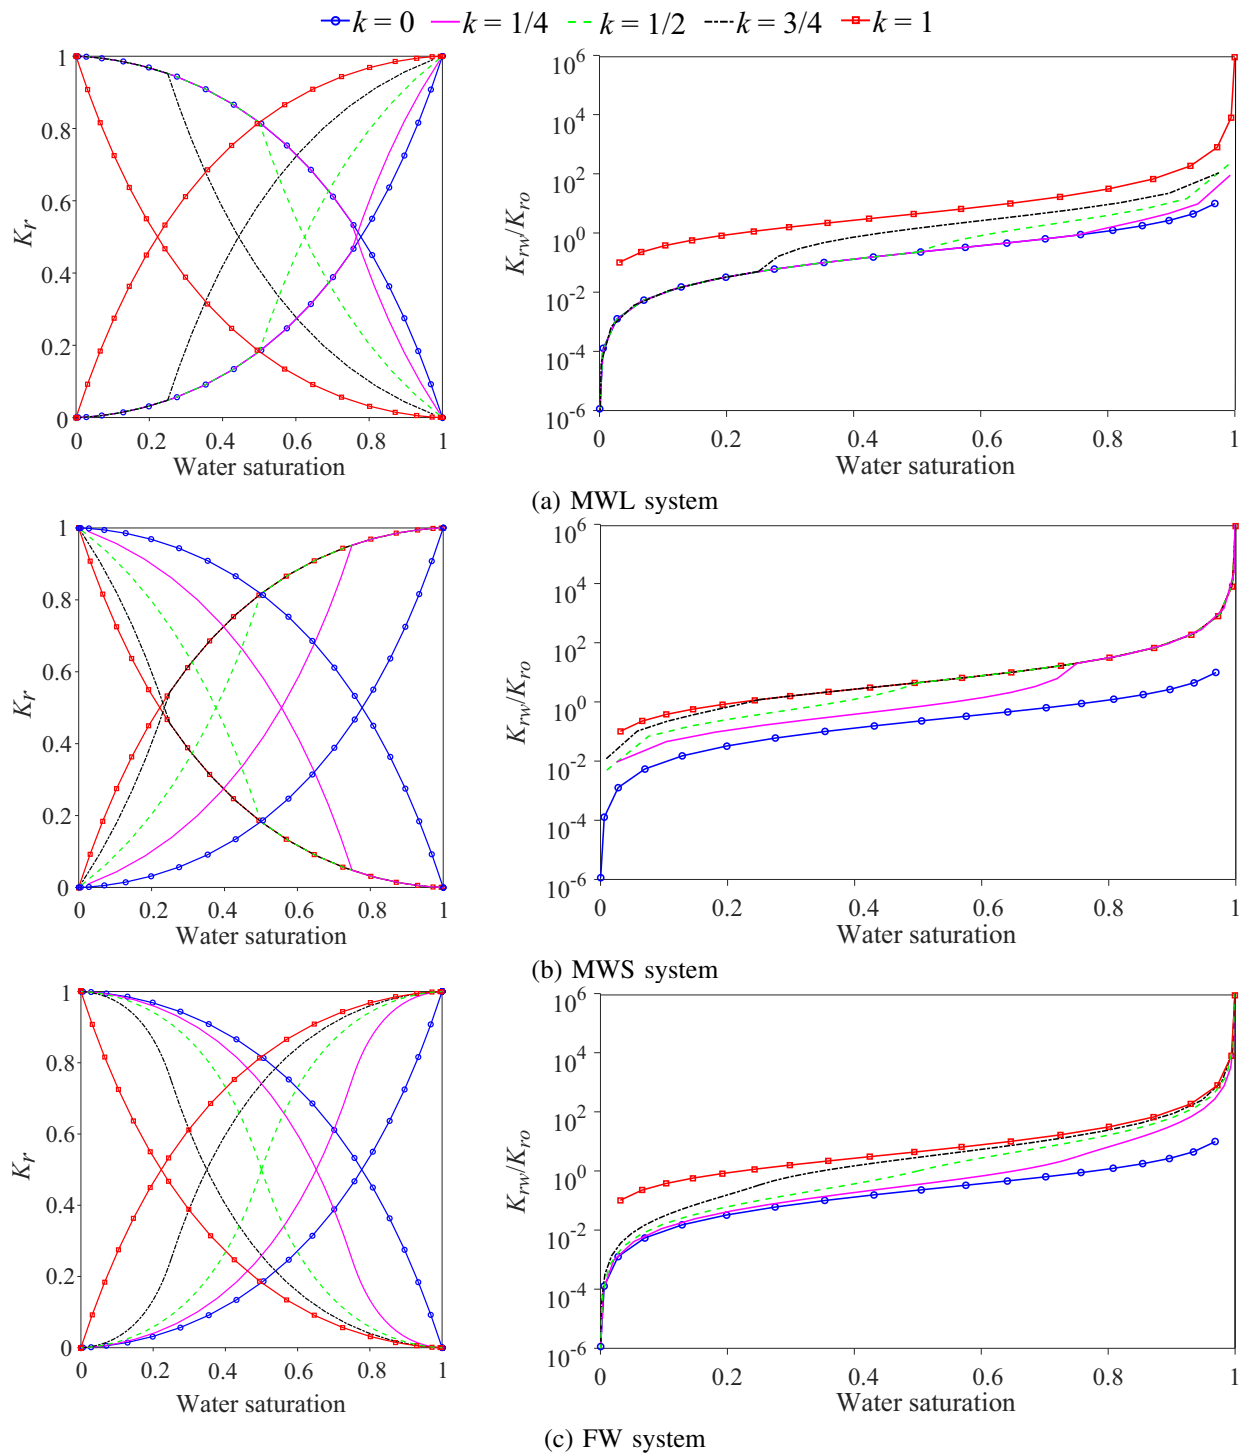 k = 0 k = 1/4 k = 1/2 k = 3/4 k = 1
1
0.8
0.6
0.4
0.2
0
Kr
0 0.2 0.4 0.6 0.8 1
Water saturation
10^6
10^4
10^2
10^0
10^-2
10^-4
10^-6
Krw/Kro
0 0.2 0.4 0.6 0.8 1
Water saturation
(a) MWL system
1
0.8
0.6
0.4
0.2
0
Kr
0 0.2 0.4 0.6 0.8 1
Water saturation
10^6
10^4
10^2
10^0
10^-2
10^-4
10^-6
Krw/Kro
0 0.2 0.4 0.6 0.8 1
Water saturation
(b) MWS system
1
0.8
0.6
0.4
0.2
0
Kr
0 0.2 0.4 0.6 0.8 1
Water saturation
10^6
10^4
10^2
10^0
10^-2
10^-4
10^-6
Krw/Kro
0 0.2 0.4 0.6 0.8 1
Water saturation
(c) FW system